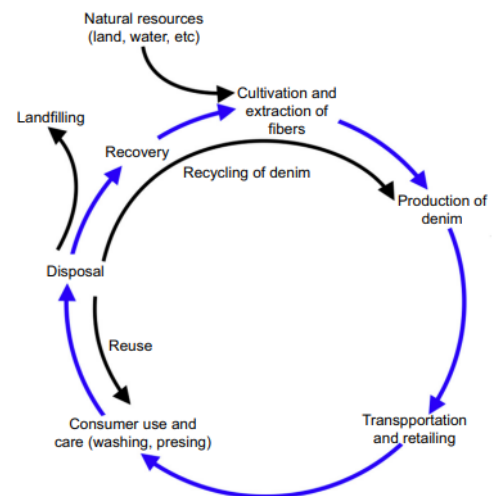 Natural resources
(land, water, etc)
Cultivation and
extraction of
fibers
Landfilling
Recovery
Recycling of denim
Production of
denim
Disposal
Reuse
Consumer use and
care (washing, presing)
Transpportation
and retailing